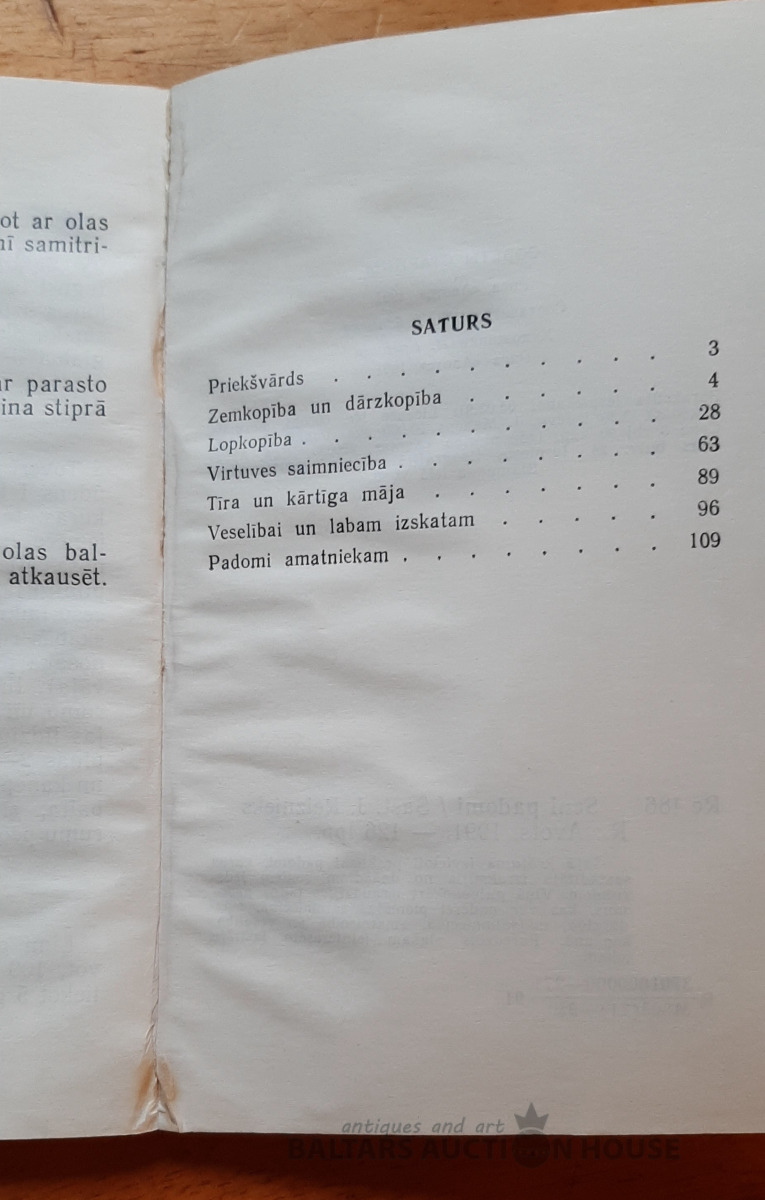 ot ar olas
nī samitri-
ar parasto
ina stiprā
olas bal-
atkausēt.
SATURS
Priekšvārds . . . . . . . . . . 3
Zemkopība un dārzkopība . . . . . . 4
Lopkopība . . . . . . . . . . 28
Virtuves saimniecība . . . . . . . . 63
Tīra un kārtīga māja . . . . . . . 89
Veselībai un labam izskatam . . . . . 96
Padomi amatniekam . . . . . . . . 109
antiques and art
BALTARS AUCTION HOUSE